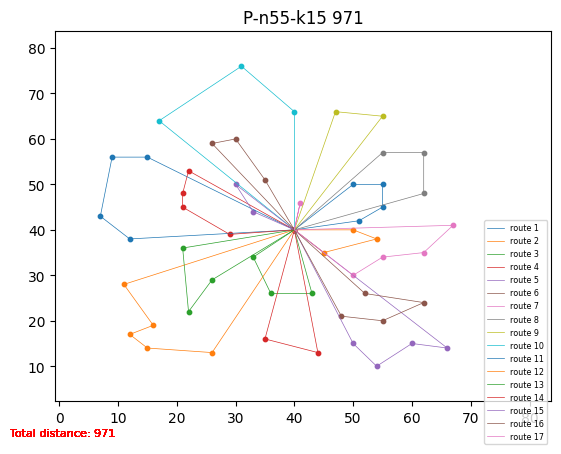 P-n55-k15 971
80
70
60
50
40
30
20
10
0 10 20 30 40 50 60 70 80
route 1
route 2
route 3
route 4
route 5
route 6
route 7
route 8
route 9
route 10
route 11
route 12
route 13
route 14
route 15
route 16
route 17
Total distance: 971